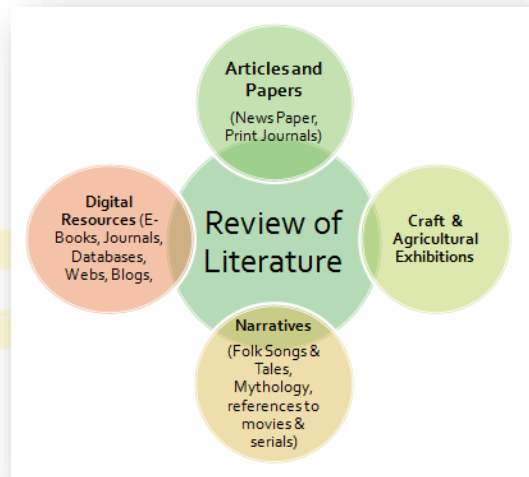 Articles and
Papers
(News Paper,
Print Journals)
Digital
Resources (E-
Books, Journals,
Databases,
Webs, Blogs,
Review of
Literature
Craft &
Agricultural
Exhibitions
Narratives
(Folk Songs &
Tales,
Mythology,
references to
movies &
serials)